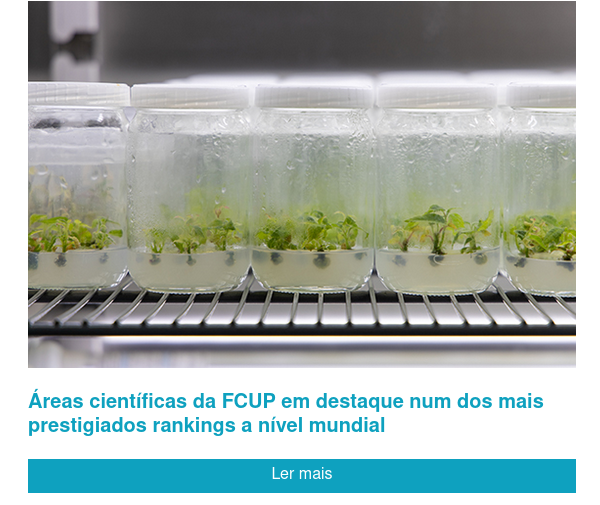 Áreas científicas da FCUP em destaque num dos mais
prestigiados rankings a nível mundial
Ler mais